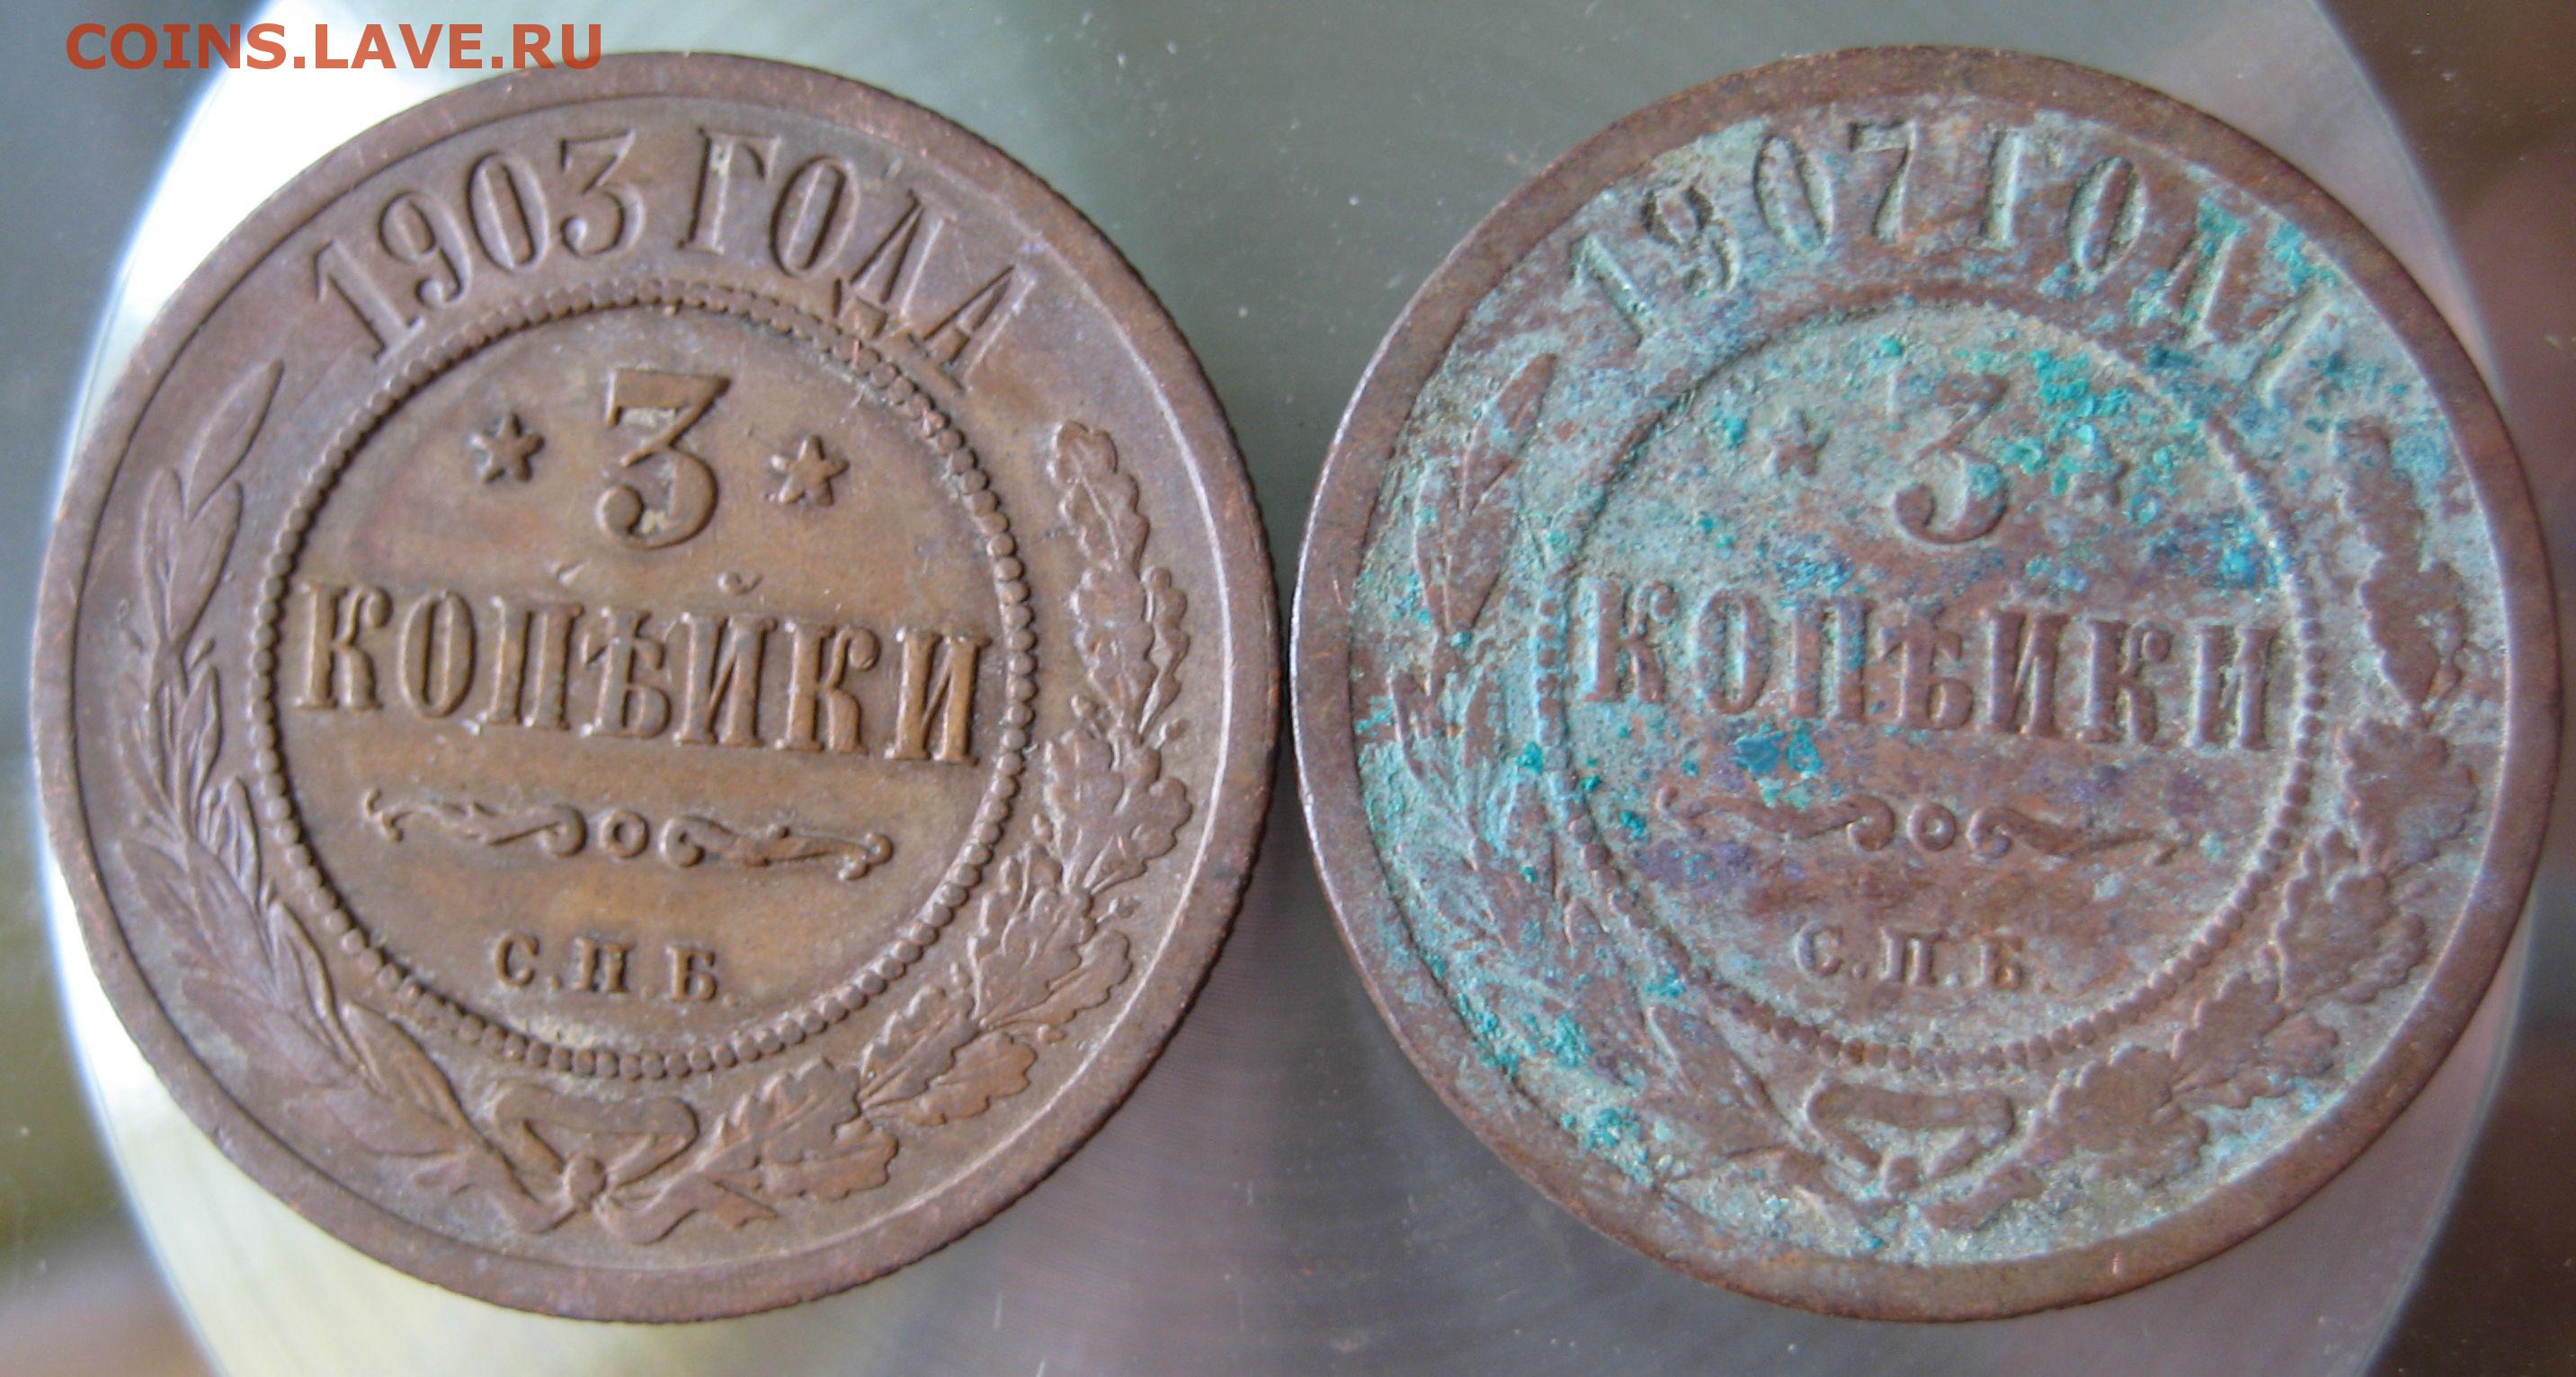 COINS.LAVE.RU
1903 ГОДА
3
КОПѢЙКИ
С.П.Б.
1907 ГОДА
3
КОПѢЙКИ
С.П.Б.